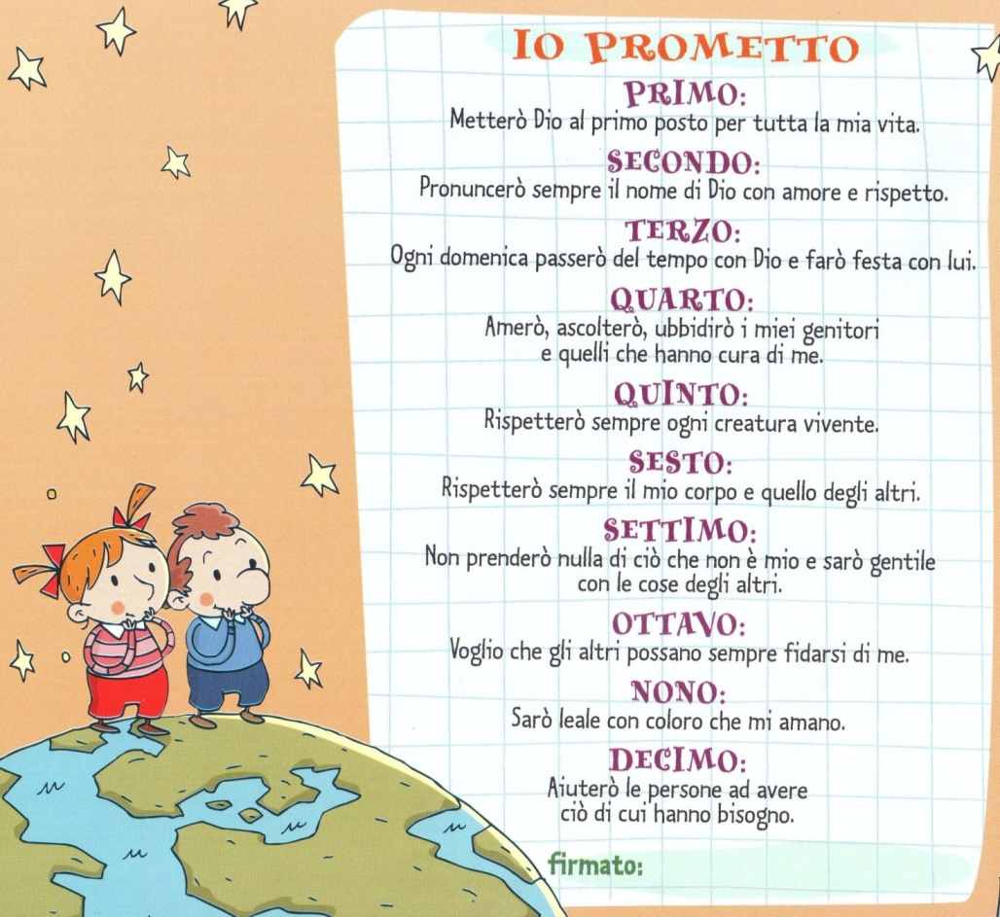 IO PROMETTO
PRIMO:
Metterò Dio al primo posto per tutta la mia vita.
SECONDO:
Pronuncerò sempre il nome di Dio con amore e rispetto.
TERZO:
Ogni domenica passerò del tempo con Dio e farò festa con lui.
QUARTO:
Amerò, ascolterò, ubbidirò i miei genitori
e quelli che hanno cura di me.
QUINTO:
Rispetterò sempre ogni creatura vivente.
SESTO:
Rispetterò sempre il mio corpo e quello degli altri.
SETTIMO:
Non prenderò nulla di ciò che non è mio e sarò gentile
con le cose degli altri.
OTTAVO:
Voglio che gli altri possano sempre fidarsi di me.
NONO:
Sarò leale con coloro che mi amano.
DECIMO:
Aiuterò le persone ad avere
ciò di cui hanno bisogno.
firmato: